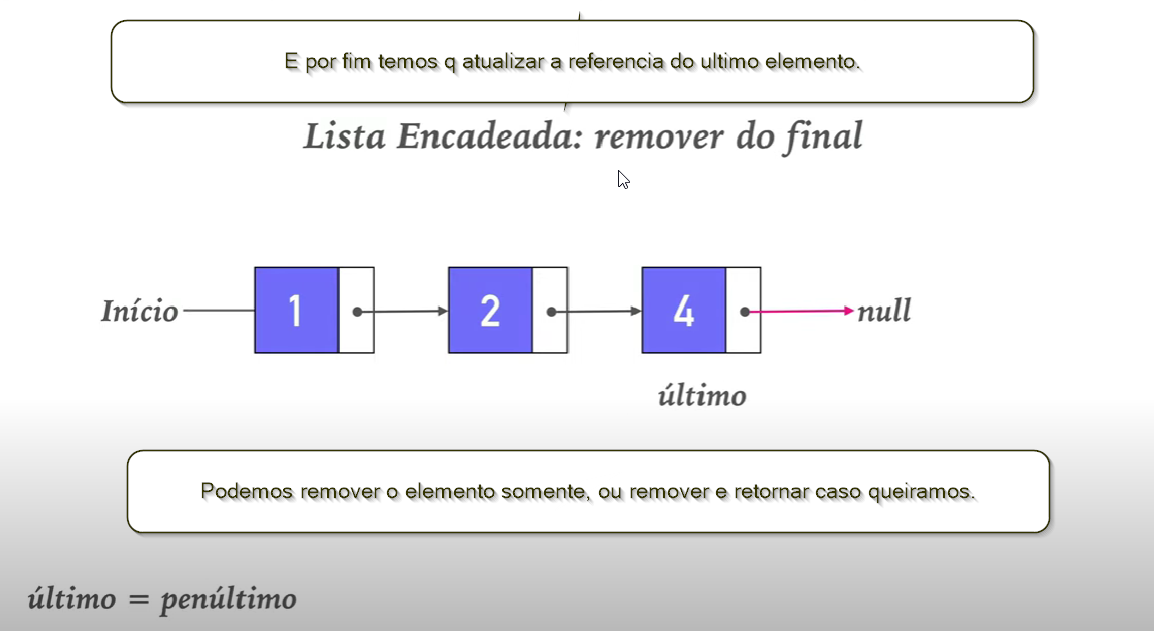 E por fim temos q atualizar a referencia do ultimo elemento.
Lista Encadeada: remover do final
Início
1
2
4
null
último
Podemos remover o elemento somente, ou remover e retornar caso queiramos.
último = penúltimo